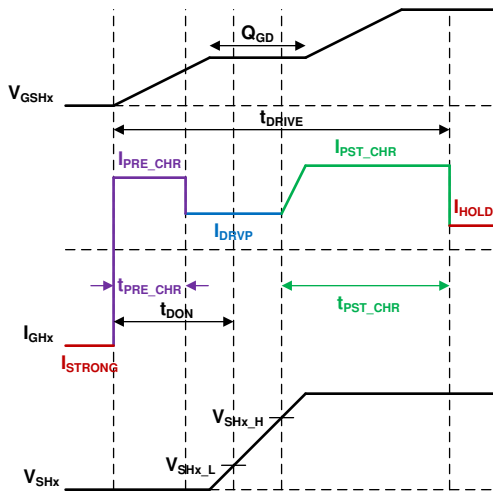 QGD
VGSHx
tDRIVE
IPRE_CHR
IPST_CHR
IHOLD
IDRVP
tPRE_CHR
tPST_CHR
tDON
IGHx
ISTRONG
VSHx_H
VSHx_L
VSHx